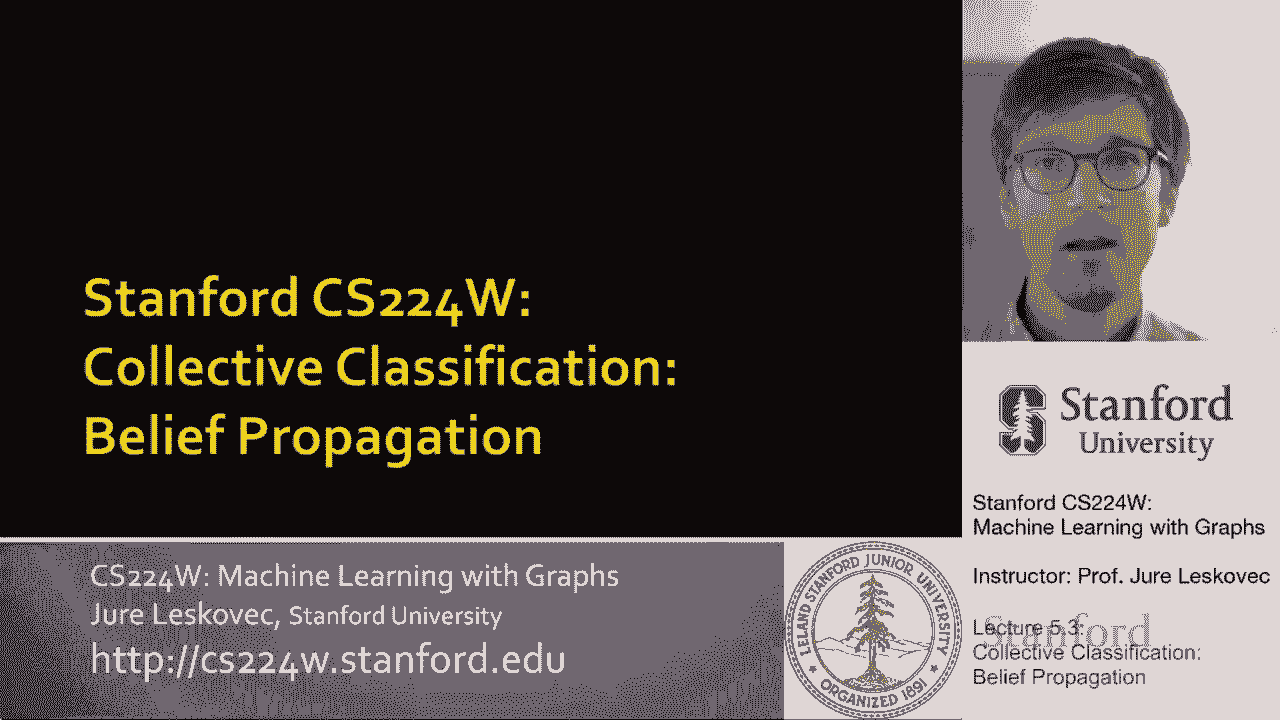 Stanford CS224W:
Collective Classification:
Belief Propagation
CS224W: Machine Learning with Graphs
Jure Leskovec, Stanford University
http://cs224w.stanford.edu
LELAND STANFORD JUNIOR UNIVERSITY
ORGANIZED 1891
Stanford
University
Stanford CS224W:
Machine Learning with Graphs
Instructor: Prof. Jure Leskovec
Lecture 5.3:
Collective Classification:
Belief Propagation
Stanford